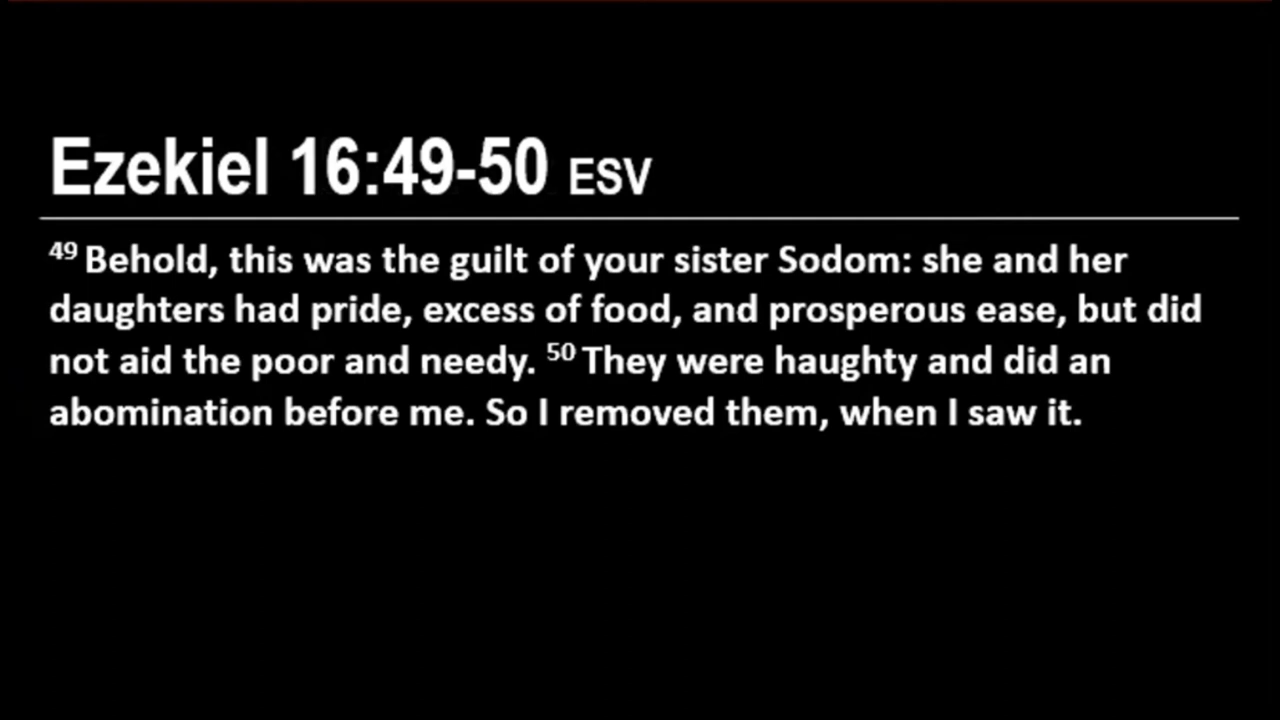 Ezekiel 16:49-50 ESV
49 Behold, this was the guilt of your sister Sodom: she and her
daughters had pride, excess of food, and prosperous ease, but did
not aid the poor and needy. 50 They were haughty and did an
abomination before me. So I removed them, when I saw it.